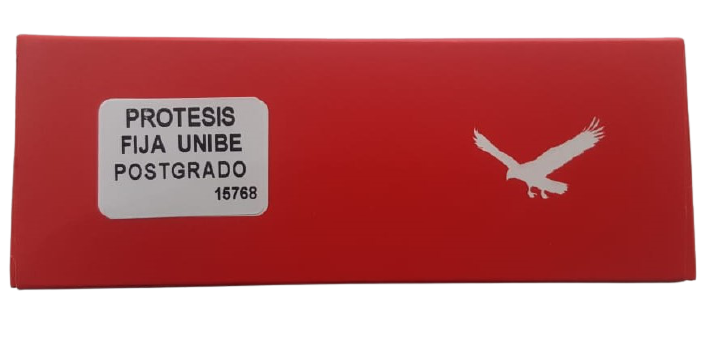 PROTESIS
FIJA UNIBE
POSTGRADO
15768